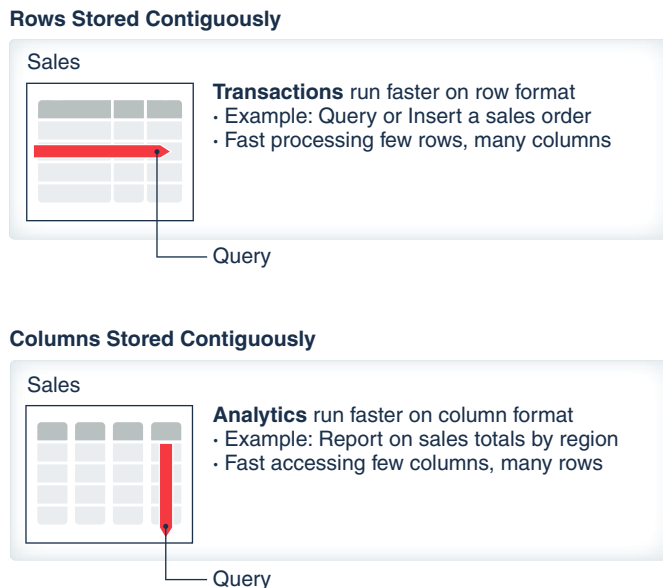 Rows Stored Contiguously
Sales
Transactions run faster on row format
· Example: Query or Insert a sales order
· Fast processing few rows, many columns
Query
Columns Stored Contiguously
Sales
Analytics run faster on column format
· Example: Report on sales totals by region
· Fast accessing few columns, many rows
Query